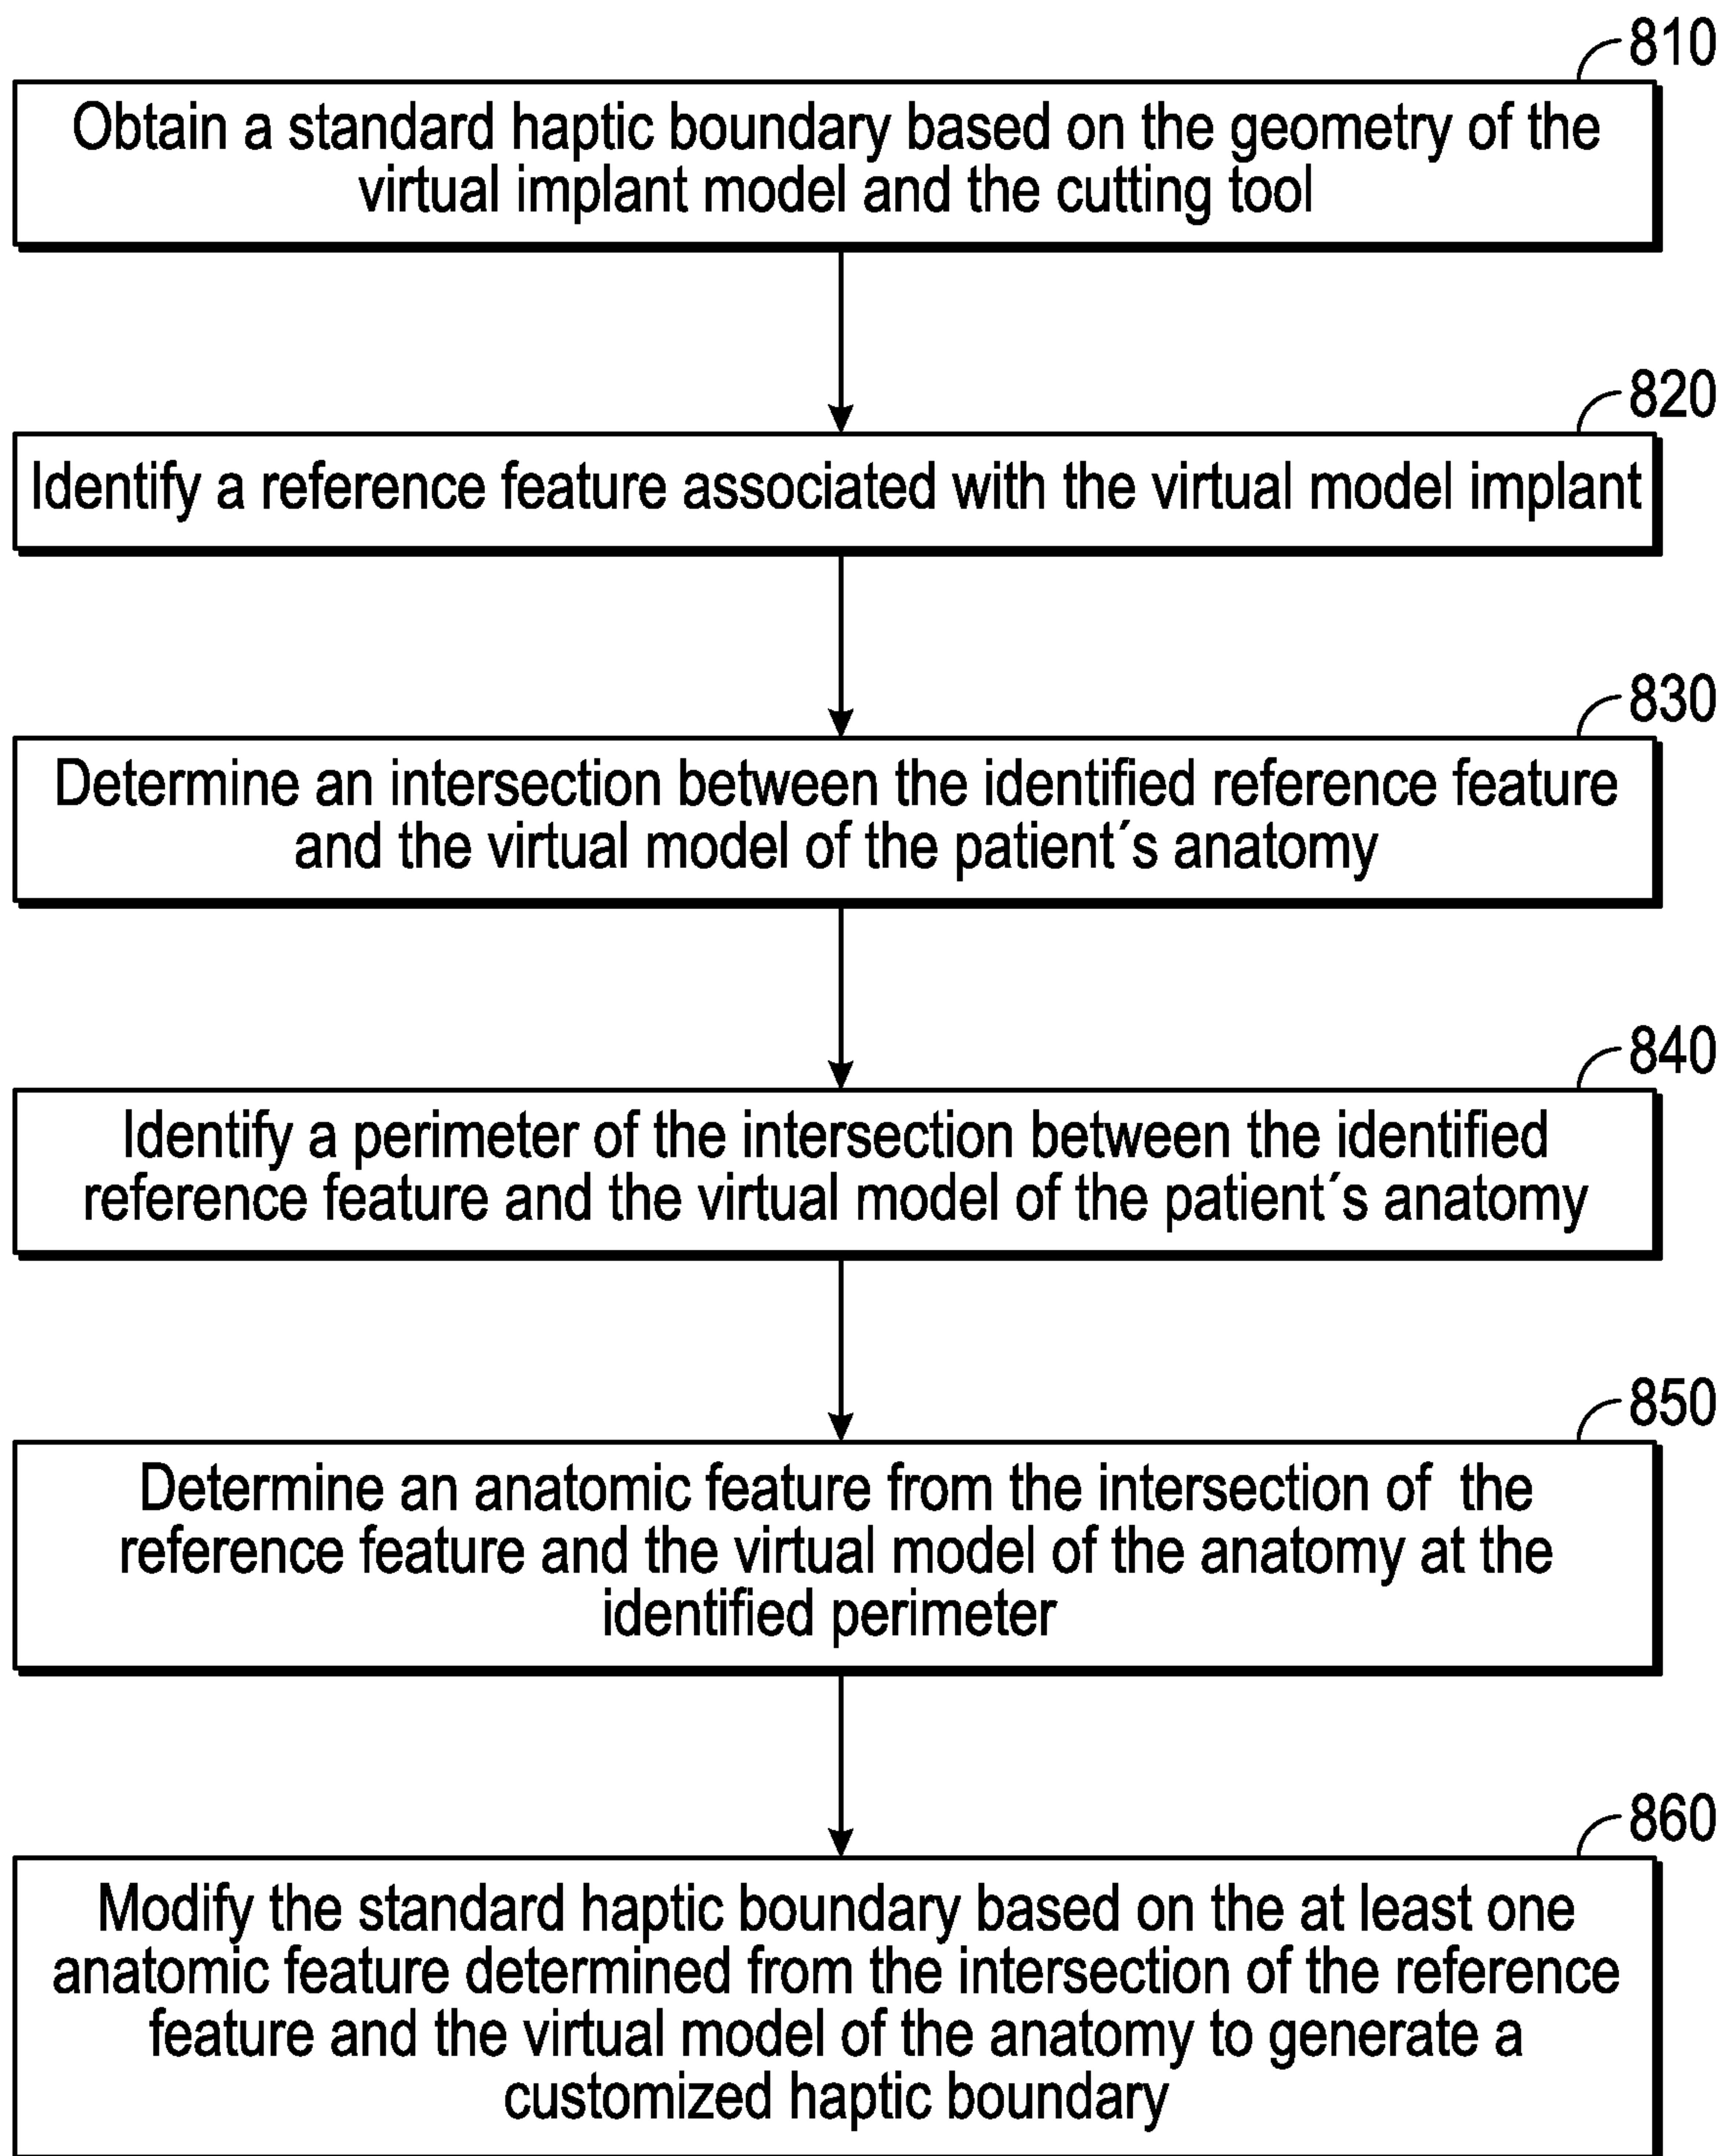 810
Obtain a standard haptic boundary based on the geometry of the
virtual implant model and the cutting tool
820
Identify a reference feature associated with the virtual model implant
830
Determine an intersection between the identified reference feature
and the virtual model of the patient´s anatomy
840
Identify a perimeter of the intersection between the identified
reference feature and the virtual model of the patient´s anatomy
850
Determine an anatomic feature from the intersection of the
reference feature and the virtual model of the anatomy at the
identified perimeter
860
Modify the standard haptic boundary based on the at least one
anatomic feature determined from the intersection of the reference
feature and the virtual model of the anatomy to generate a
customized haptic boundary